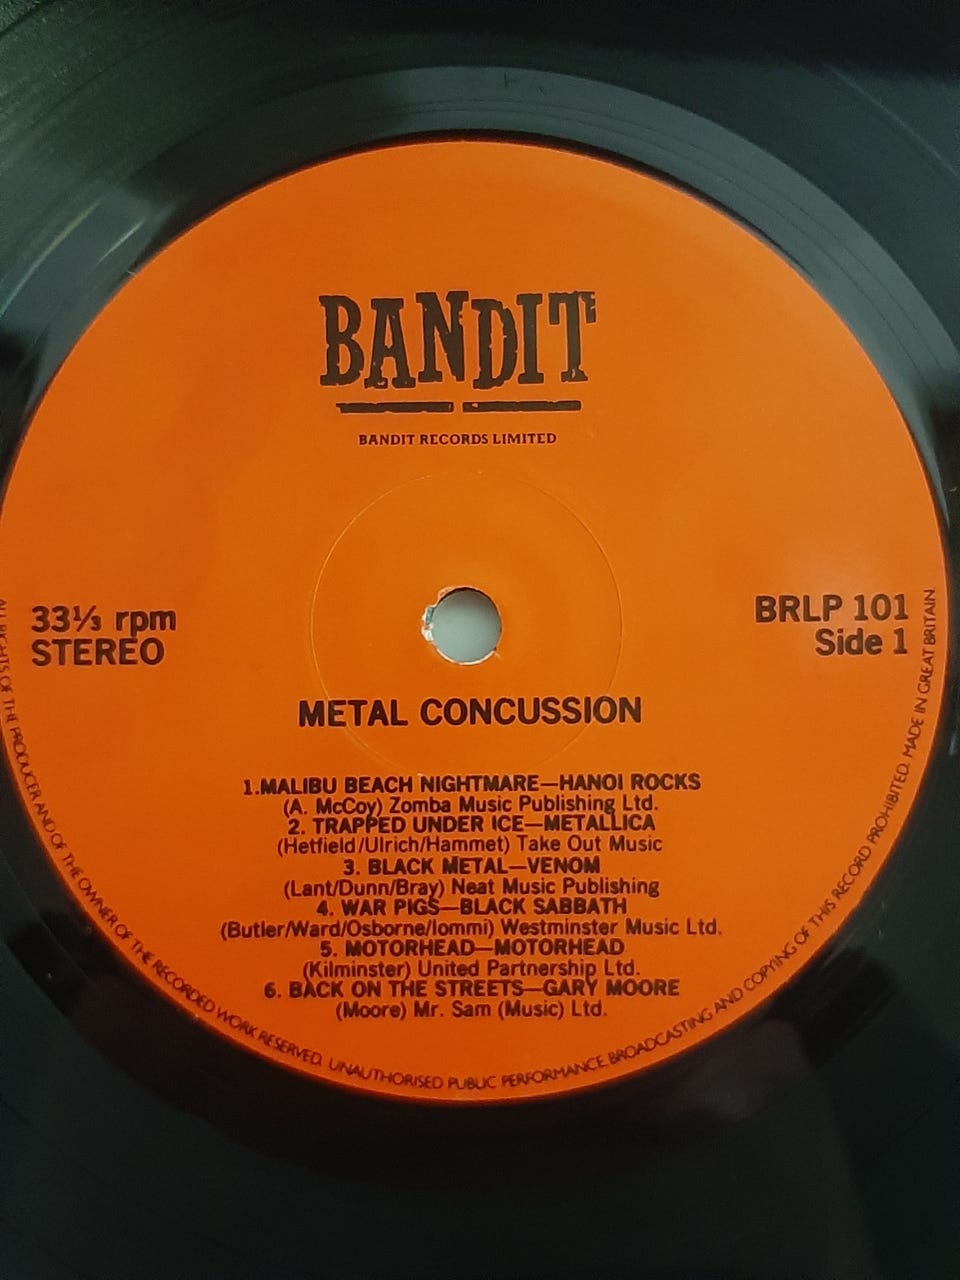 BANDIT
BANDIT RECORDS LIMITED
33⅓ rpm
STEREO
BRLP 101
Side 1
METAL CONCUSSION
1.MALIBU BEACH NIGHTMARE—HANOI ROCKS
(A. McCoy) Zomba Music Publishing Ltd.
2. TRAPPED UNDER ICE—METALLICA
(Hetfield/Ulrich/Hammet) Take Out Music
3. BLACK METAL—VENOM
(Lant/Dunn/Bray) Neat Music Publishing
4. WAR PIGS—BLACK SABBATH
(Butler/Ward/Osborne/Iommi) Westminster Music Ltd.
5. MOTORHEAD—MOTORHEAD
(Kilminster) United Partnership Ltd.
6. BACK ON THE STREETS—GARY MOORE
(Moore) Mr. Sam (Music) Ltd.
ALL RIGHTS OF THE PRODUCER AND OF THE OWNER OF THE RECORDED WORK RESERVED. UNAUTHORISED PUBLIC PERFORMANCE, BROADCASTING AND COPYING OF THIS RECORD PROHIBITED. MADE IN GREAT BRITAIN